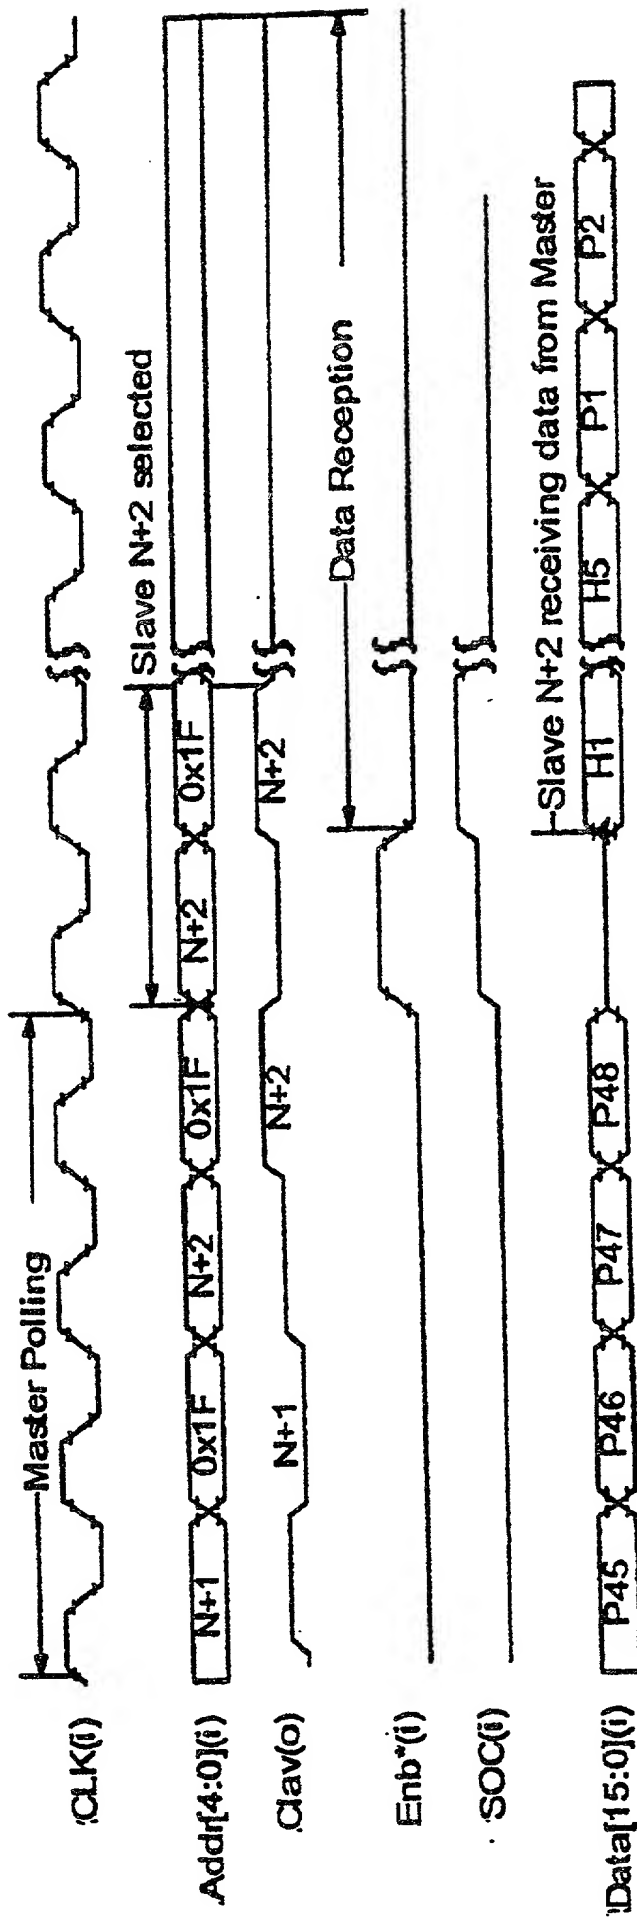 Master Polling
CLK(i)
Slave N+2 selected
Addr[4:0](i) N+1 0x1F N+2 0x1F N+2 0x1F
Clav(o) N+1 N+2 N+2
Data Reception
Enb*(i)
SOC(i)
Slave N+2 receiving data from Master
Data[15:0](i) P45 P46 P47 P48 H1 H5 P1 P2